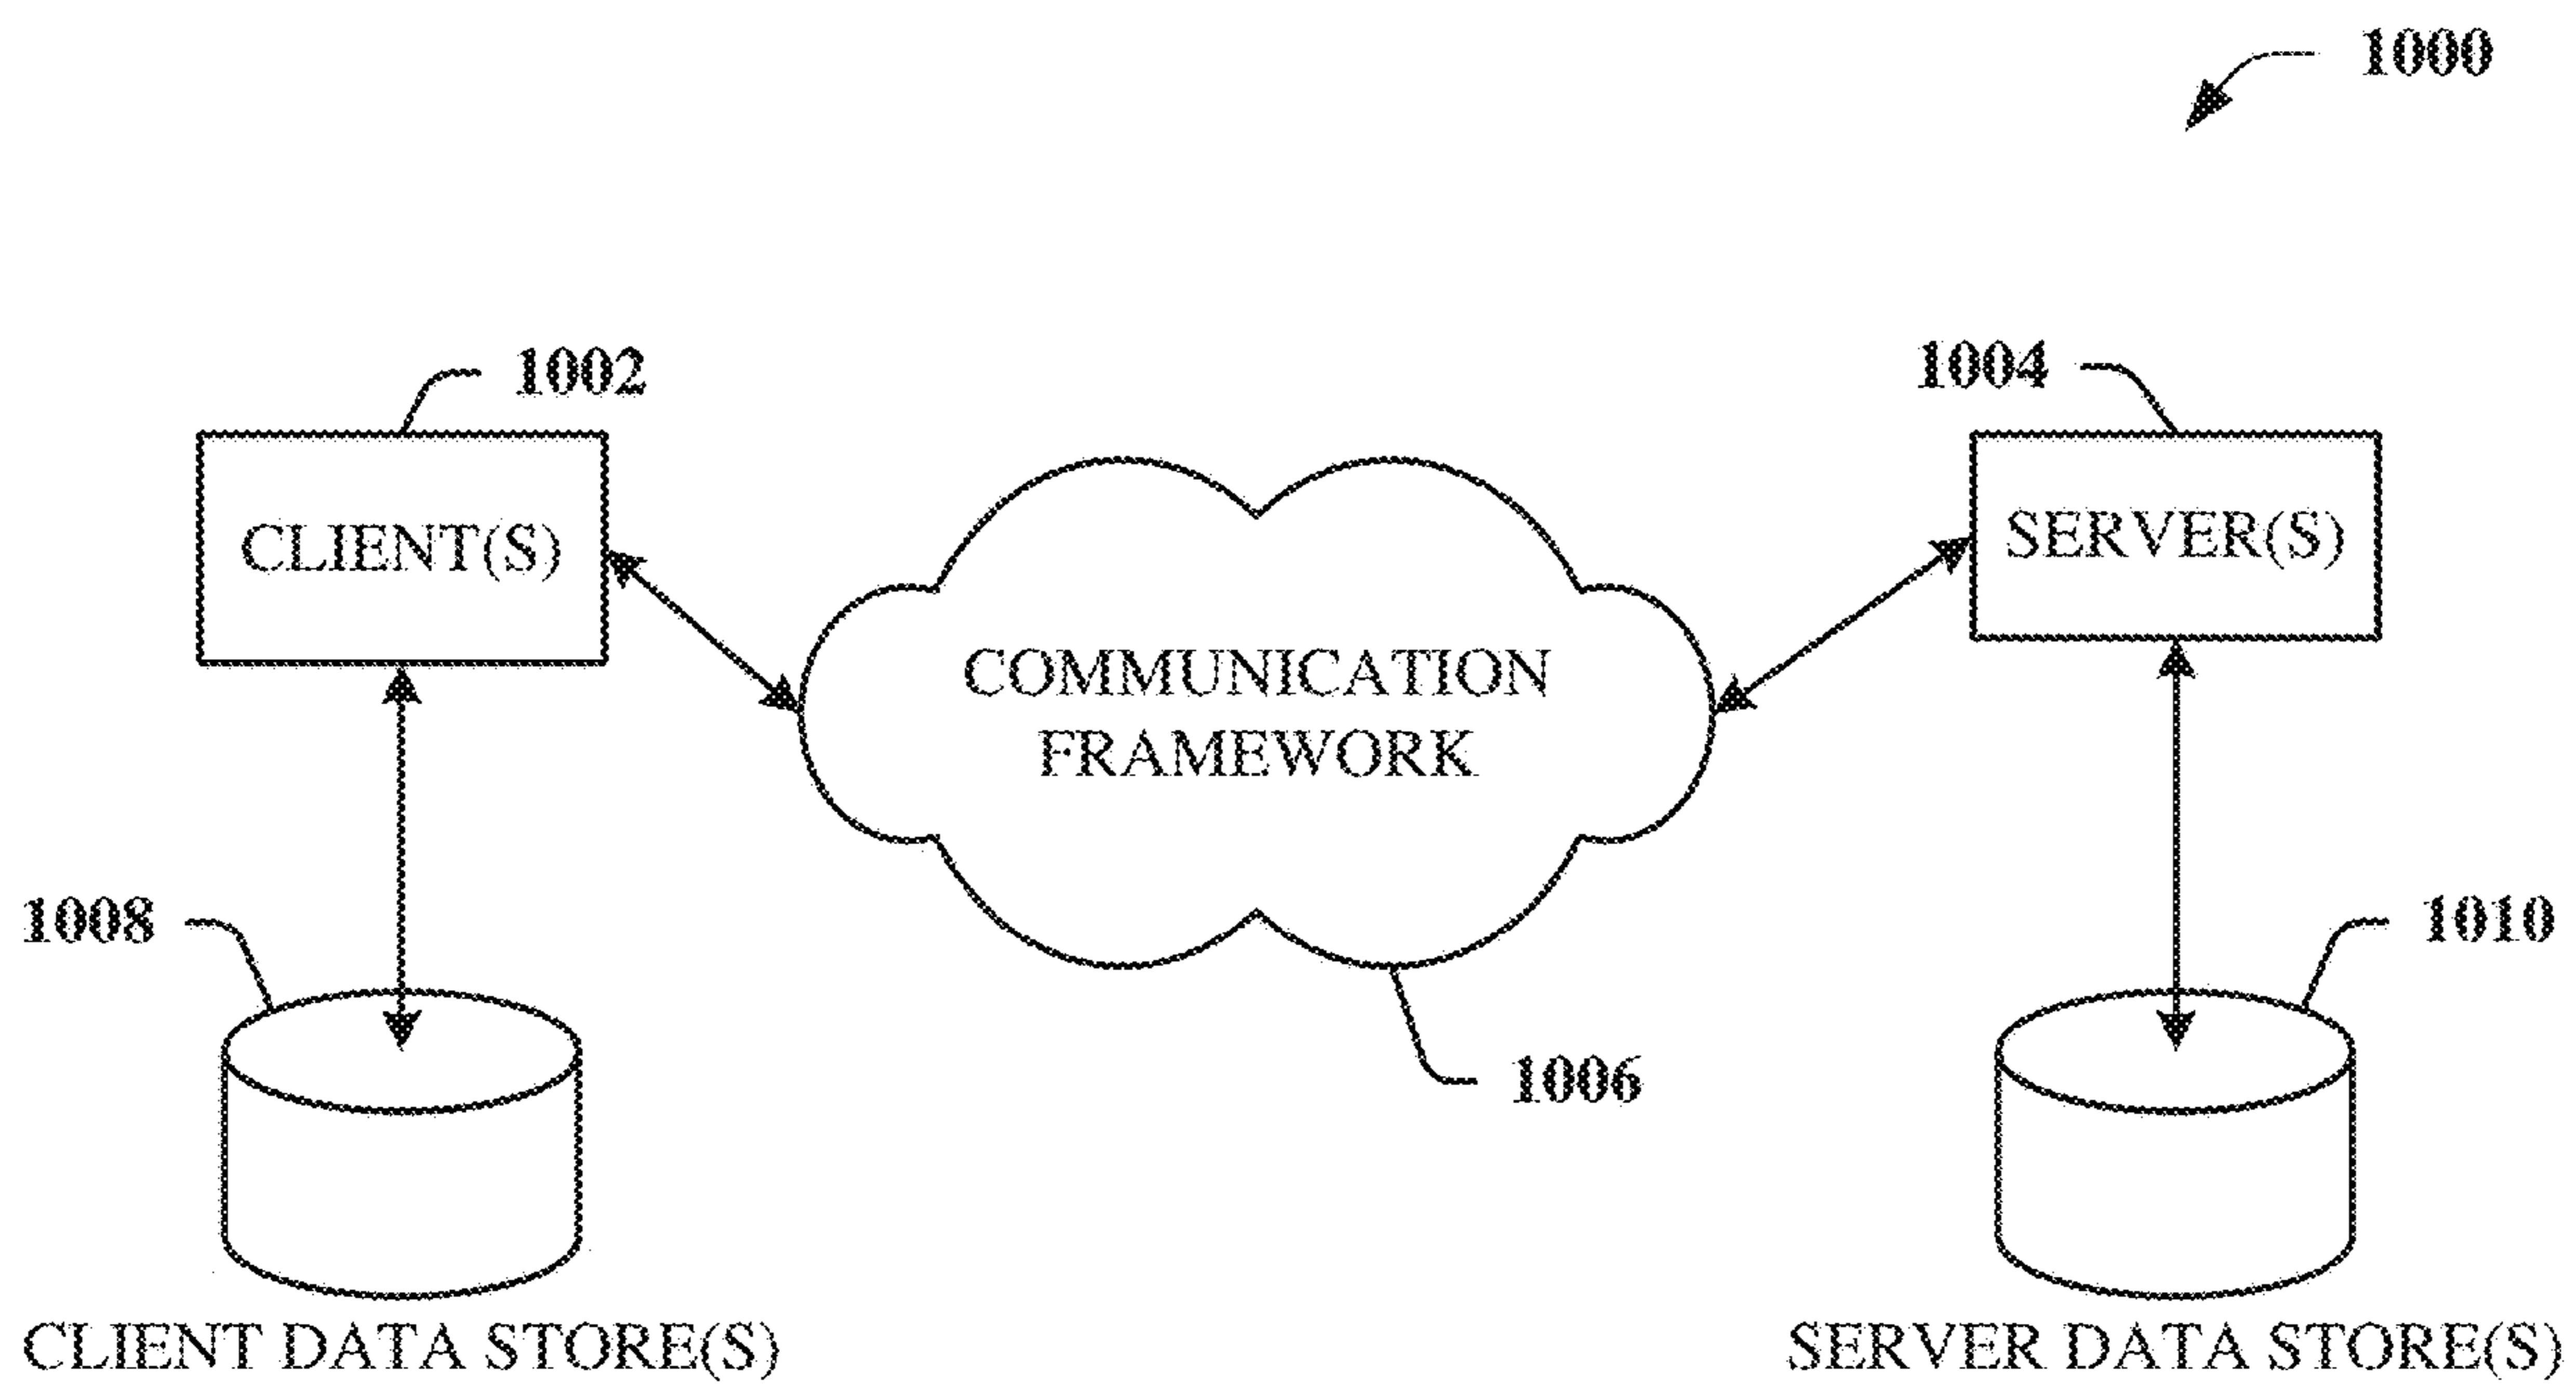 1000
1002
1004
CLIENT(S)
SERVER(S)
COMMUNICATION
FRAMEWORK
1008
1010
1006
CLIENT DATA STORE(S)
SERVER DATA STORE(S)